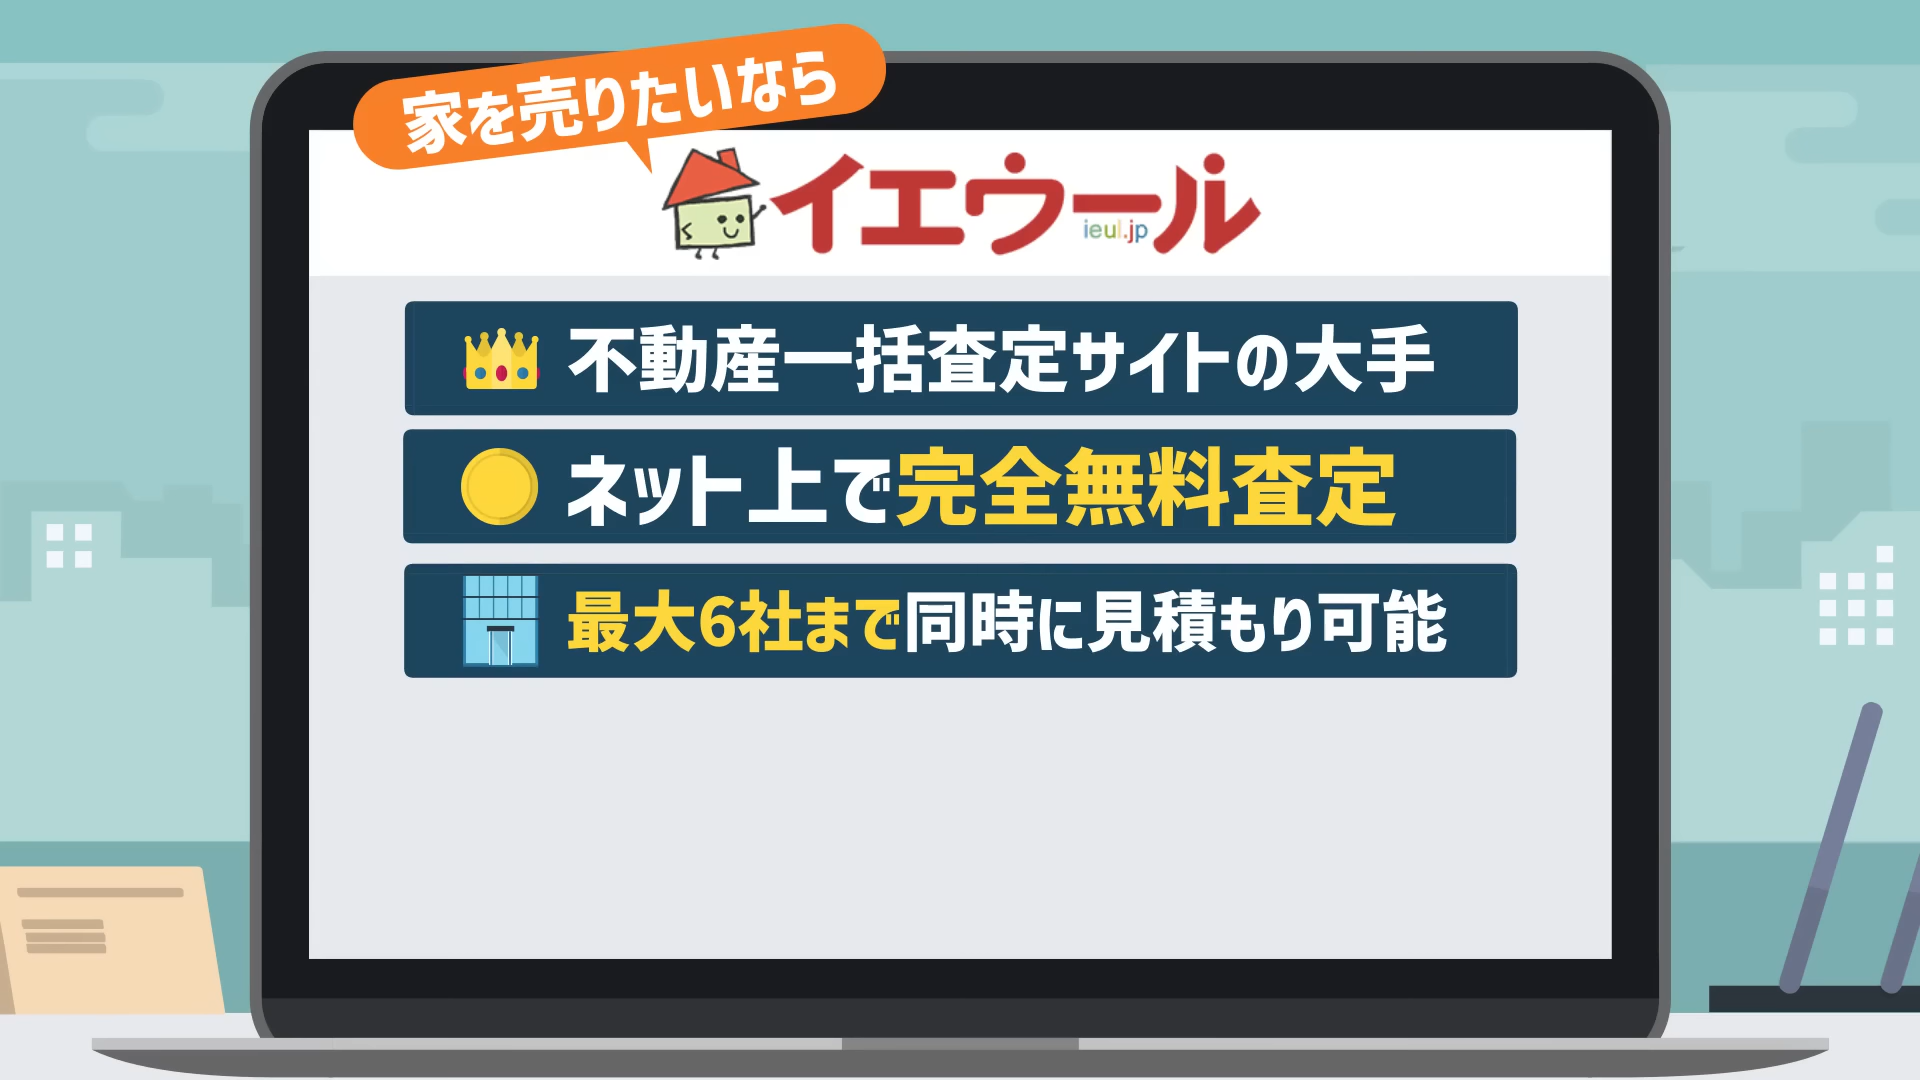 家を売りたいなら
イエウール
ieul.jp
不動産一括査定サイトの大手
ネット上で完全無料査定
最大6社まで同時に見積もり可能